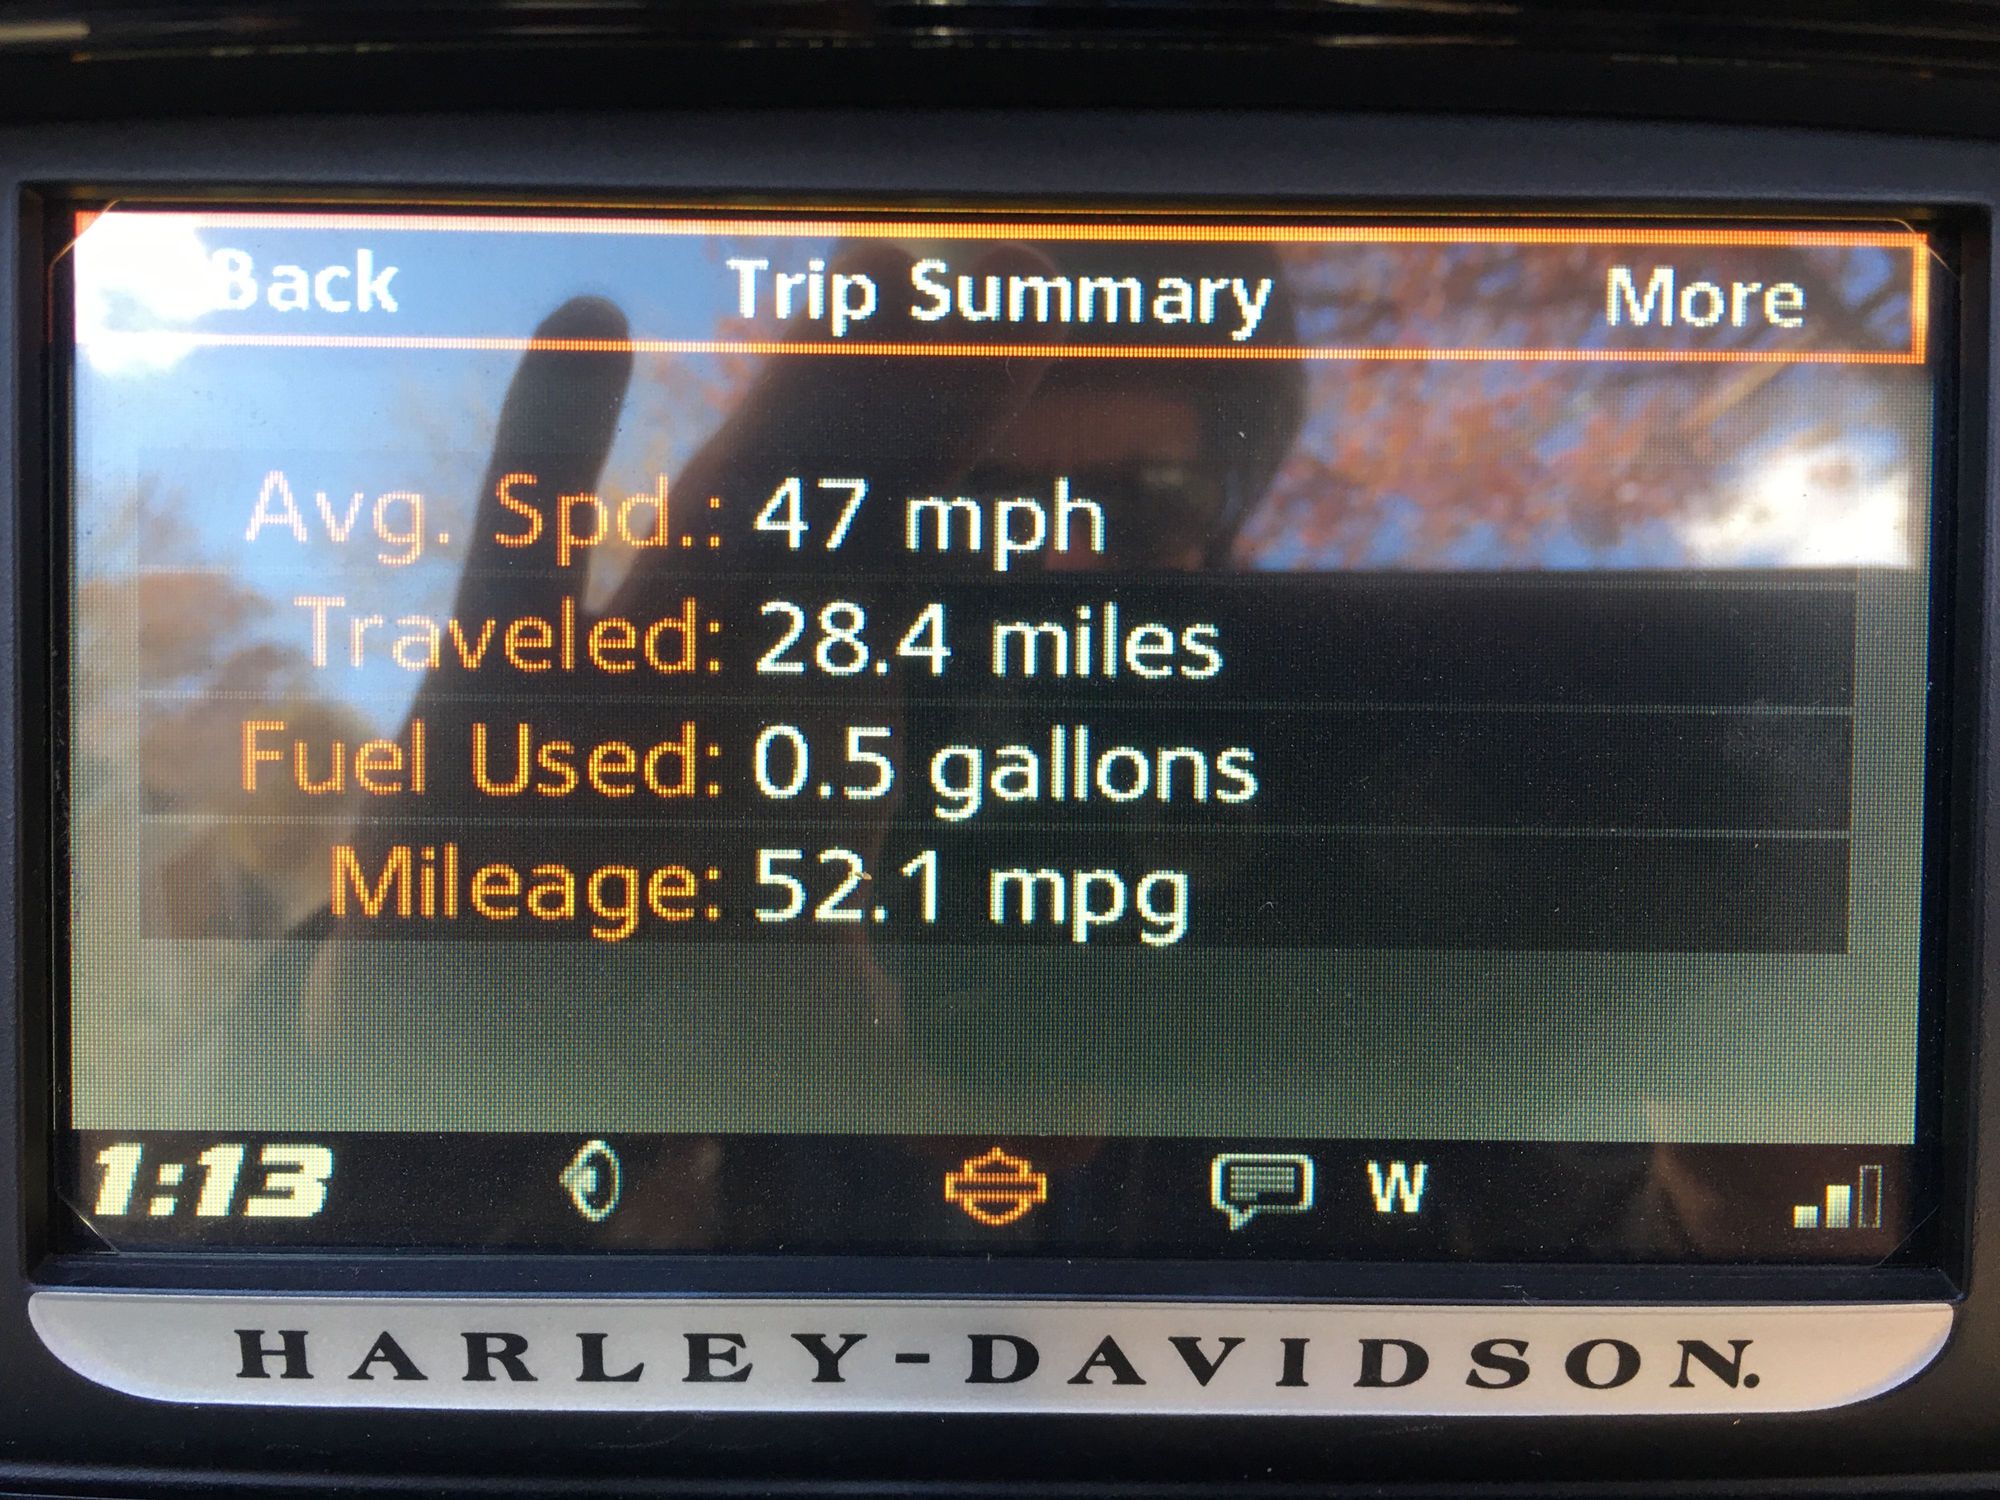 Back Trip Summary More
Avg. Spd.: 47 mph
Traveled: 28.4 miles
Fuel Used: 0.5 gallons
Mileage: 52.1 mpg
1:13 W
HARLEY-DAVIDSON.